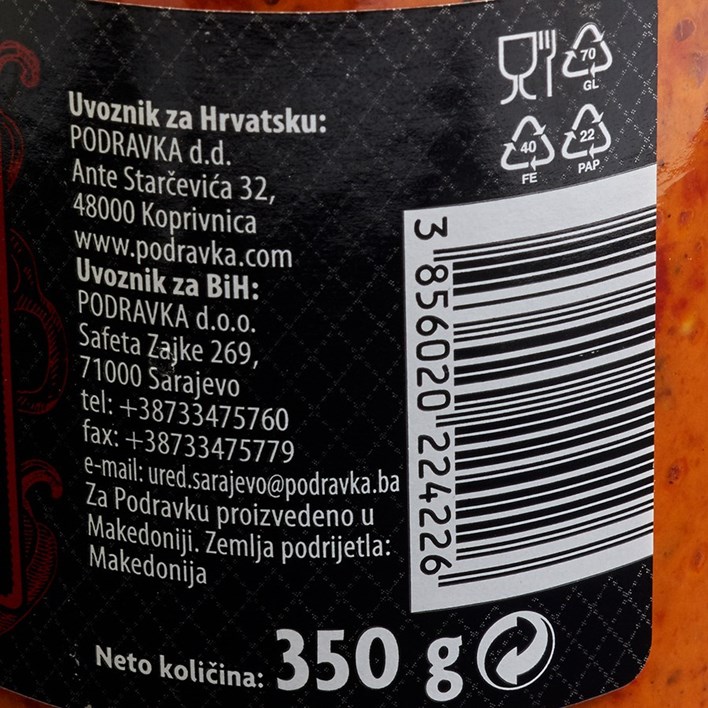 Uvoznik za Hrvatsku:
PODRAVKA d.d.
Ante Starčevića 32,
48000 Koprivnica
www.podravka.com
Uvoznik za BiH:
PODRAVKA d.o.o.
Safeta Zajke 269,
71000 Sarajevo
tel: +38733475760
fax: +38733475779
e-mail: ured.sarajevo@podravka.ba
Za Podravku proizvedeno u
Makedoniji. Zemlja podrijetla:
Makedonija
Neto količina: 350 g
70
GL
40
FE
22
PAP
3 856020 224226